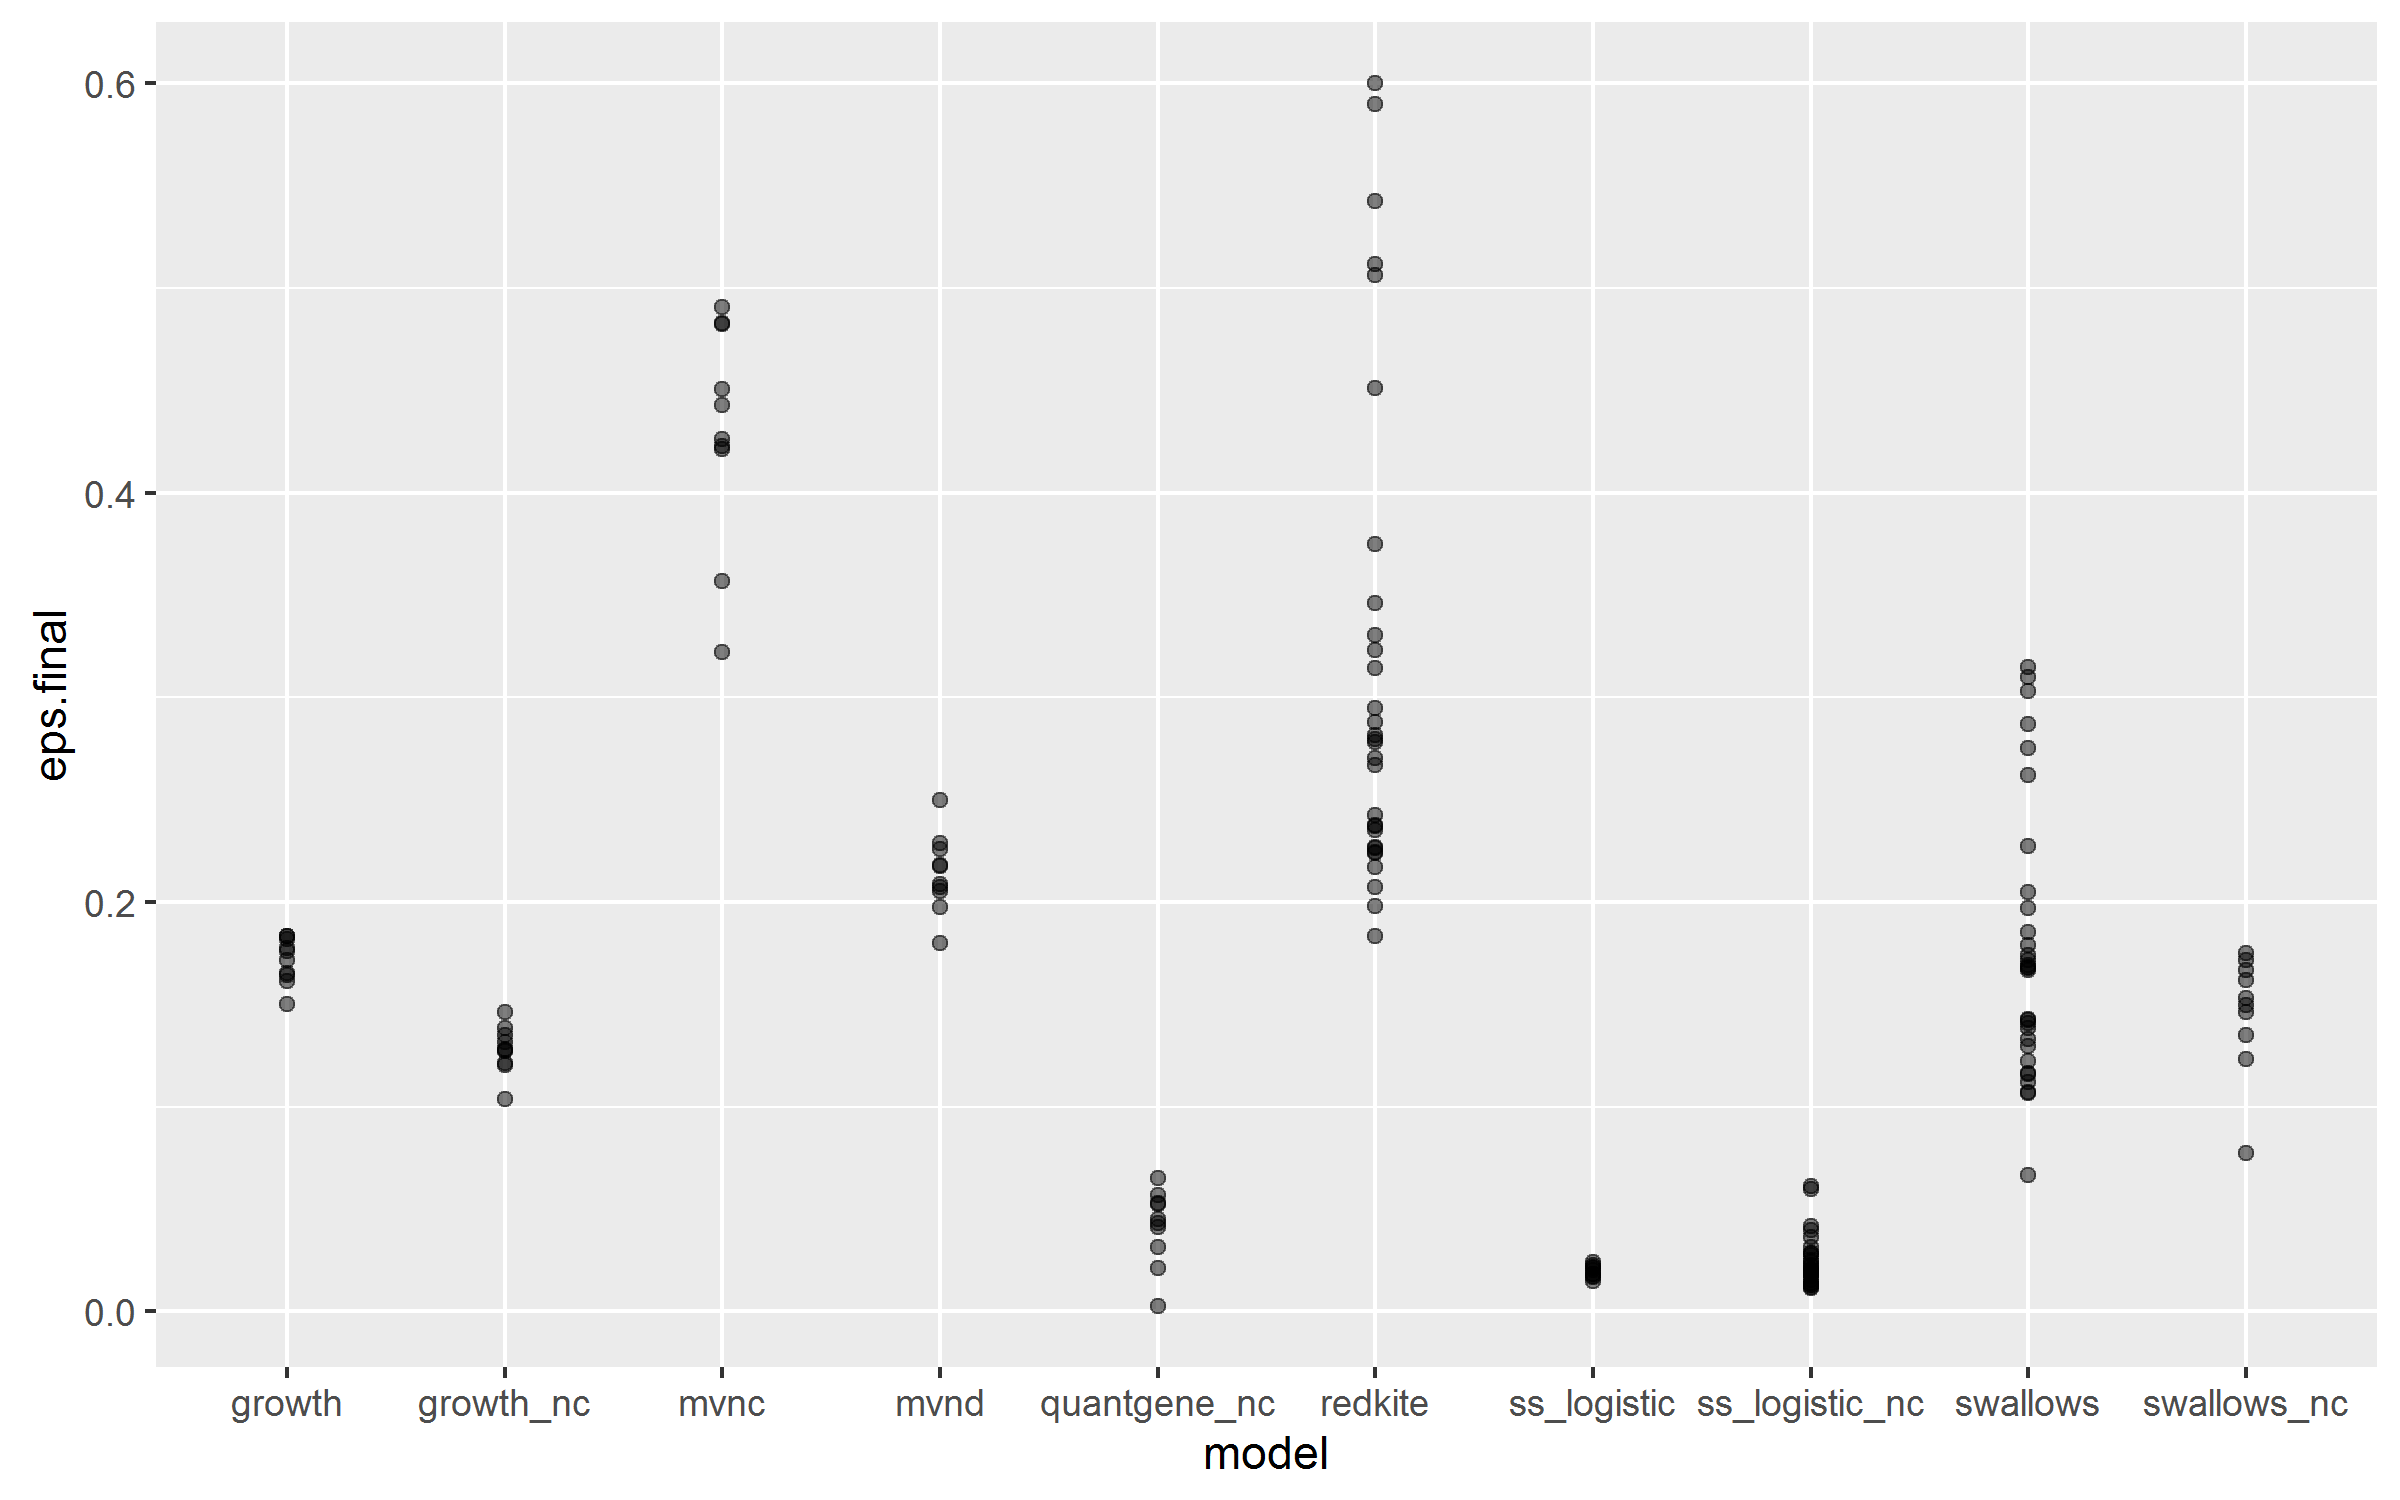 0.6
0.4
0.2
0.0
eps.final
growth growth_nc mvnc mvnd quantgene_nc redkite ss_logistic ss_logistic_nc swallows swallows_nc
model